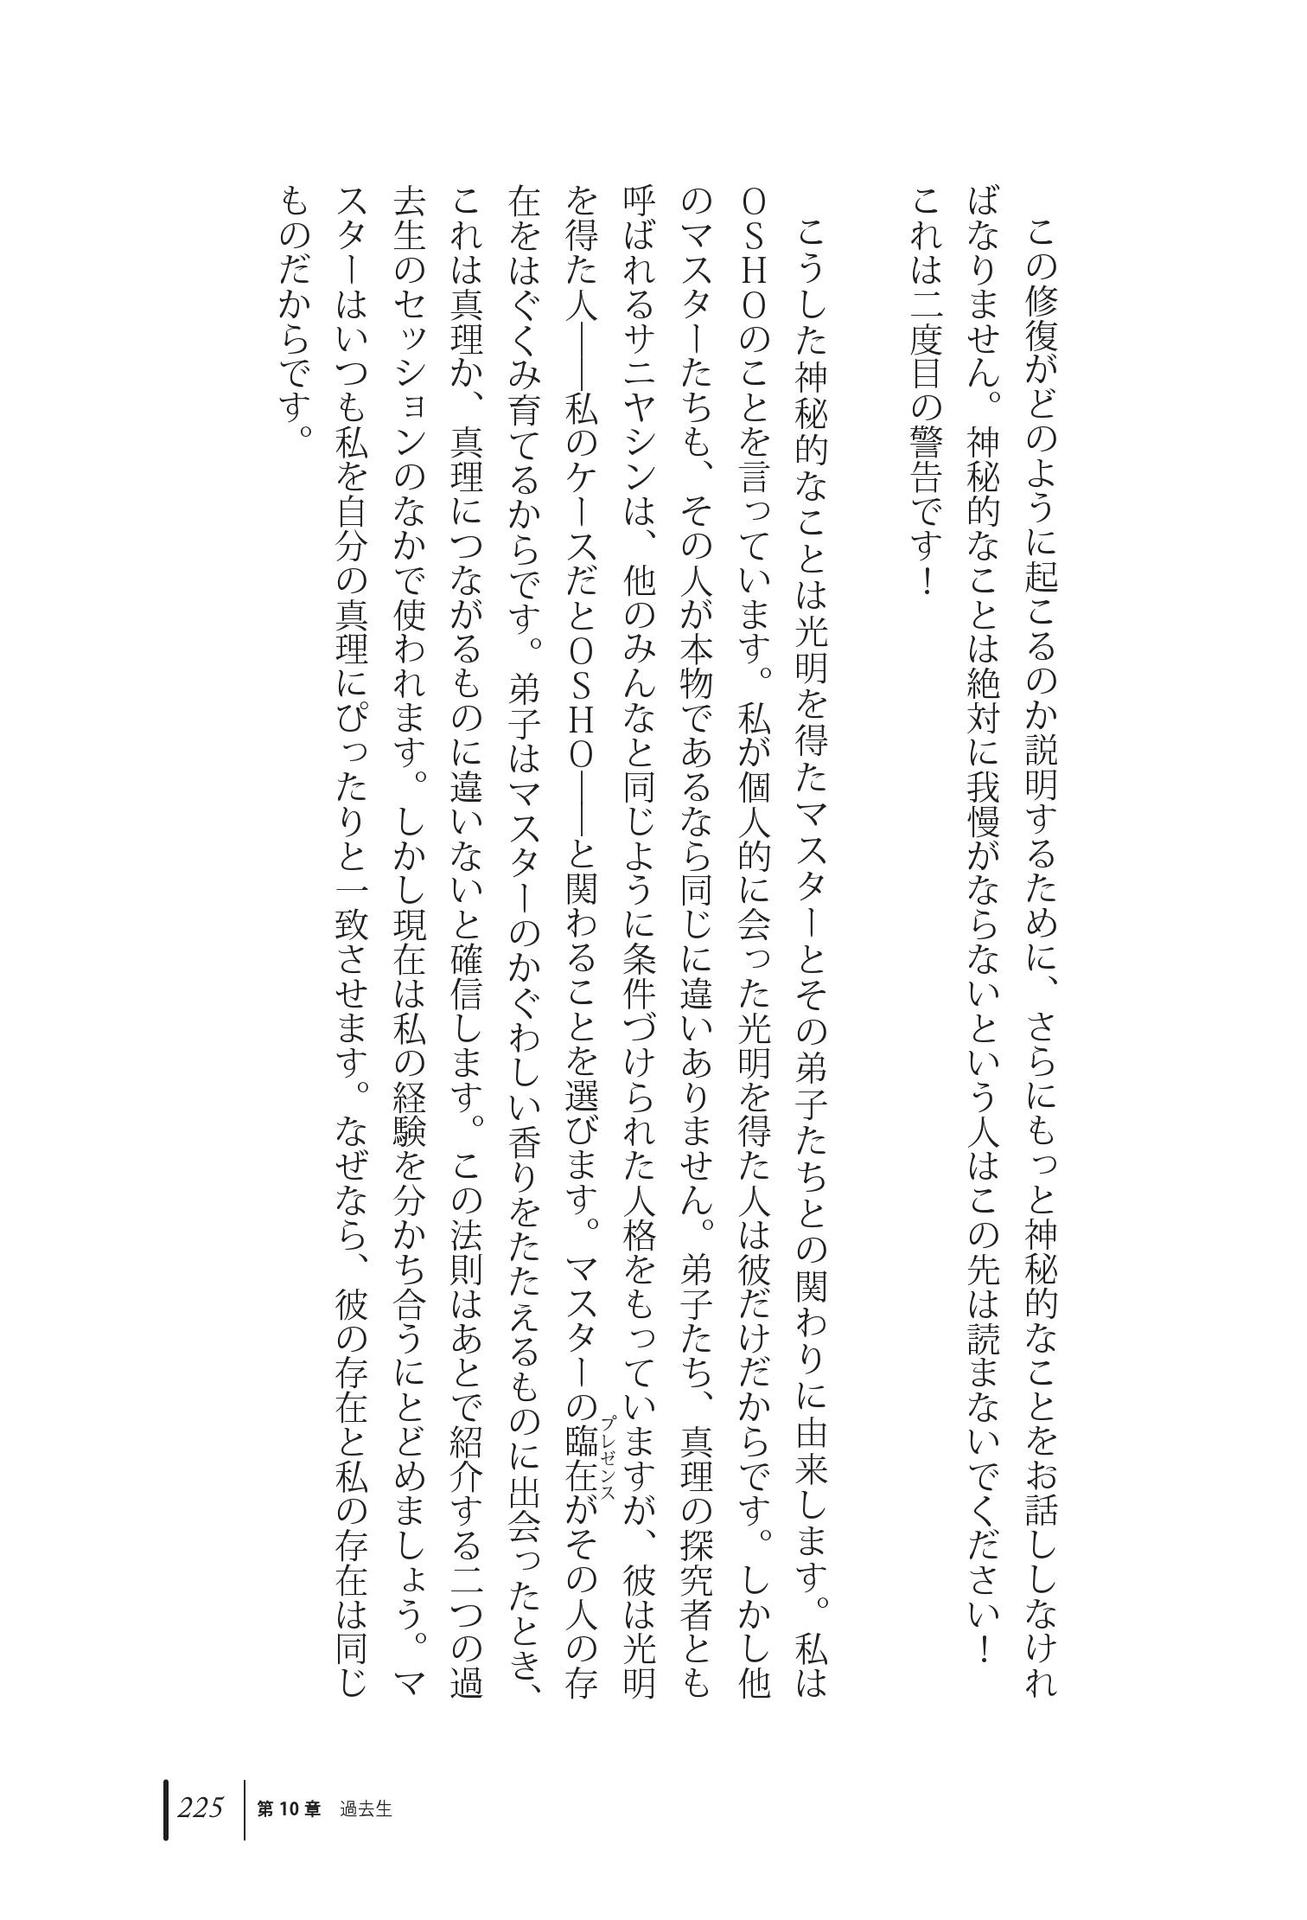 この修復がどのように起こるのか説明するために、さらにもっと神秘的なことをお話ししなけれ
ばなりません。神秘的なことは絶対に我慢がならないという人はこの先は読まないでください！
これは二度目の警告です！
こうした神秘的なことは光明を得たマスターとその弟子たちとの関わりに由来します。私は
OSHOのことを言っています。私が個人的に会った光明を得た人は彼だけだからです。しかし他
のマスターたちも、その人が本物であるなら同じに違いありません。弟子たち、真理の探究者とも
呼ばれるサニヤシンは、他のみんなと同じように条件づけられた人格をもっていますが、彼は光明
を得た人――私のケースだとOSHO――と関わることを選びます。マスターの臨在がその人の存
プレゼンス
在をはぐくみ育てるからです。弟子はマスターのかぐわしい香りをたたえるものに出会ったとき、
これは真理か、真理につながるものに違いないと確信します。この法則はあとで紹介する二つの過
去生のセッションのなかで使われます。しかし現在は私の経験を分かち合うにとどめましょう。マ
スターはいつも私を自分の真理にぴったりと一致させます。なぜなら、彼の存在と私の存在は同じ
ものだからです。
225 第10章 過去生